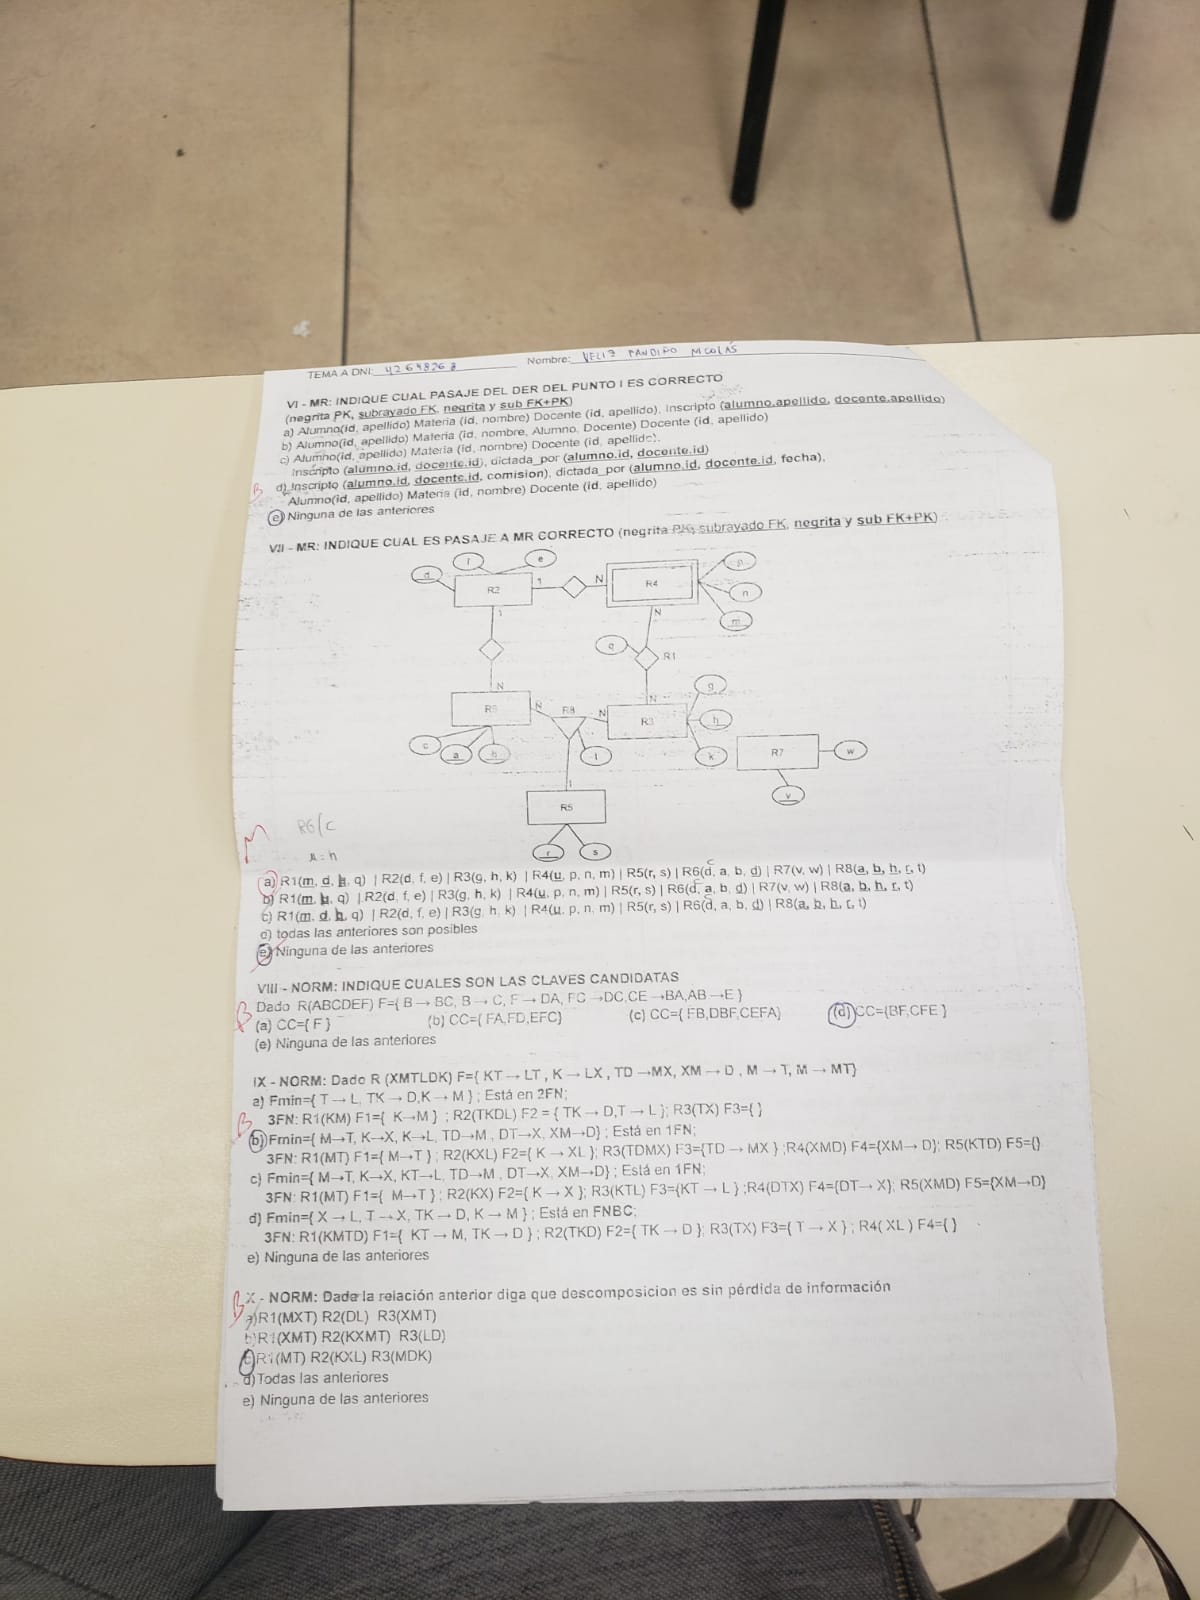 TEMA A DNI: 42648268 Nombre: VELIZ NICOLÁS
VI - MR: INDIQUE CUAL PASAJE DEL DER DEL PUNTO I ES CORRECTO
(negrita PK, subrayado FK, negrita y sub FK+PK)
a) Alumno(id, apellido) Materia (id, nombre) Docente (id, apellido), Inscripto (alumno.apellido, docente.apellido)
b) Alumno(id, apellido) Materia (id, nombre, Alumno, Docente) Docente (id, apellido)
c) Alumno(id, apellido) Materia (id, nombre) Docente (id, apellido),
Inscripto (alumno.id, docente.id), dictada_por (alumno.id, docente.id)
B
d) Inscripto (alumno.id, docente.id, comision), dictada_por (alumno.id, docente.id, fecha),
Alumno(id, apellido) Materia (id, nombre) Docente (id, apellido)
e) Ninguna de las anteriores
VII - MR: INDIQUE CUAL ES PASAJE A MR CORRECTO (negrita PK, subrayado FK, negrita y sub FK+PK)
d f e p
R2 1 N R4
n
m
1 N
q R1
N N g
R6 N R8 N R3 h
c a b t k R7 w
1
R5 v
r s
M R6/c
a) R1(m, d, h, q) | R2(d, f, e) | R3(g, h, k) | R4(u, p, n, m) | R5(r, s) | R6(d, a, b, d) | R7(v, w) | R8(a, b, h, r, t)
b) R1(m, u, q) | R2(d, f, e) | R3(g, h, k) | R4(u, p, n, m) | R5(r, s) | R6(d, a, b, d) | R7(v, w) | R8(a, b, h, r, t)
c) R1(m, d, h, q) | R2(d, f, e) | R3(g, h, k) | R4(u, p, n, m) | R5(r, s) | R6(d, a, b, d) | R8(a, b, h, r, t)
d) todas las anteriores son posibles
e) Ninguna de las anteriores
VIII - NORM: INDIQUE CUALES SON LAS CLAVES CANDIDATAS
B Dado R(ABCDEF) F={ B → BC, B → C, F → DA, FC →DC,CE →BA,AB →E }
(a) CC={ F } (b) CC={ FA,FD,EFC} (c) CC={ FB,DBF,CEFA} (d) CC={BF,CFE }
(e) Ninguna de las anteriores
IX - NORM: Dado R (XMTLDK) F={ KT → LT , K → LX , TD →MX, XM → D , M → T, M → MT}
a) Fmin={ T → L, TK → D,K → M } ; Está en 2FN;
3FN: R1(KM) F1={ K→M } ; R2(TKDL) F2 = { TK → D,T → L }; R3(TX) F3={ }
B
b) Fmin={ M→T, K→X, K→L, TD→M , DT→X, XM→D} ; Está en 1FN;
3FN: R1(MT) F1={ M→T } ; R2(KXL) F2={ K → XL }; R3(TDMX) F3={TD → MX } ;R4(XMD) F4={XM→ D}; R5(KTD) F5={}
c) Fmin={ M→T, K→X, KT→L, TD→M , DT→X, XM→D} ; Está en 1FN;
3FN: R1(MT) F1={ M→T } ; R2(KX) F2={ K → X }; R3(KTL) F3={KT → L } ;R4(DTX) F4={DT→ X}; R5(XMD) F5={XM→D}
d) Fmin={ X → L, T → X, TK → D, K → M } ; Está en FNBC;
3FN: R1(KMTD) F1={ KT → M, TK → D } ; R2(TKD) F2={ TK → D }; R3(TX) F3={ T → X } ; R4( XL ) F4={ }
e) Ninguna de las anteriores
B X - NORM: Dada la relación anterior diga que descomposicion es sin pérdida de información
a)R1(MXT) R2(DL) R3(XMT)
b)R1(XMT) R2(KXMT) R3(LD)
c)R1(MT) R2(KXL) R3(MDK)
d)Todas las anteriores
e) Ninguna de las anteriores